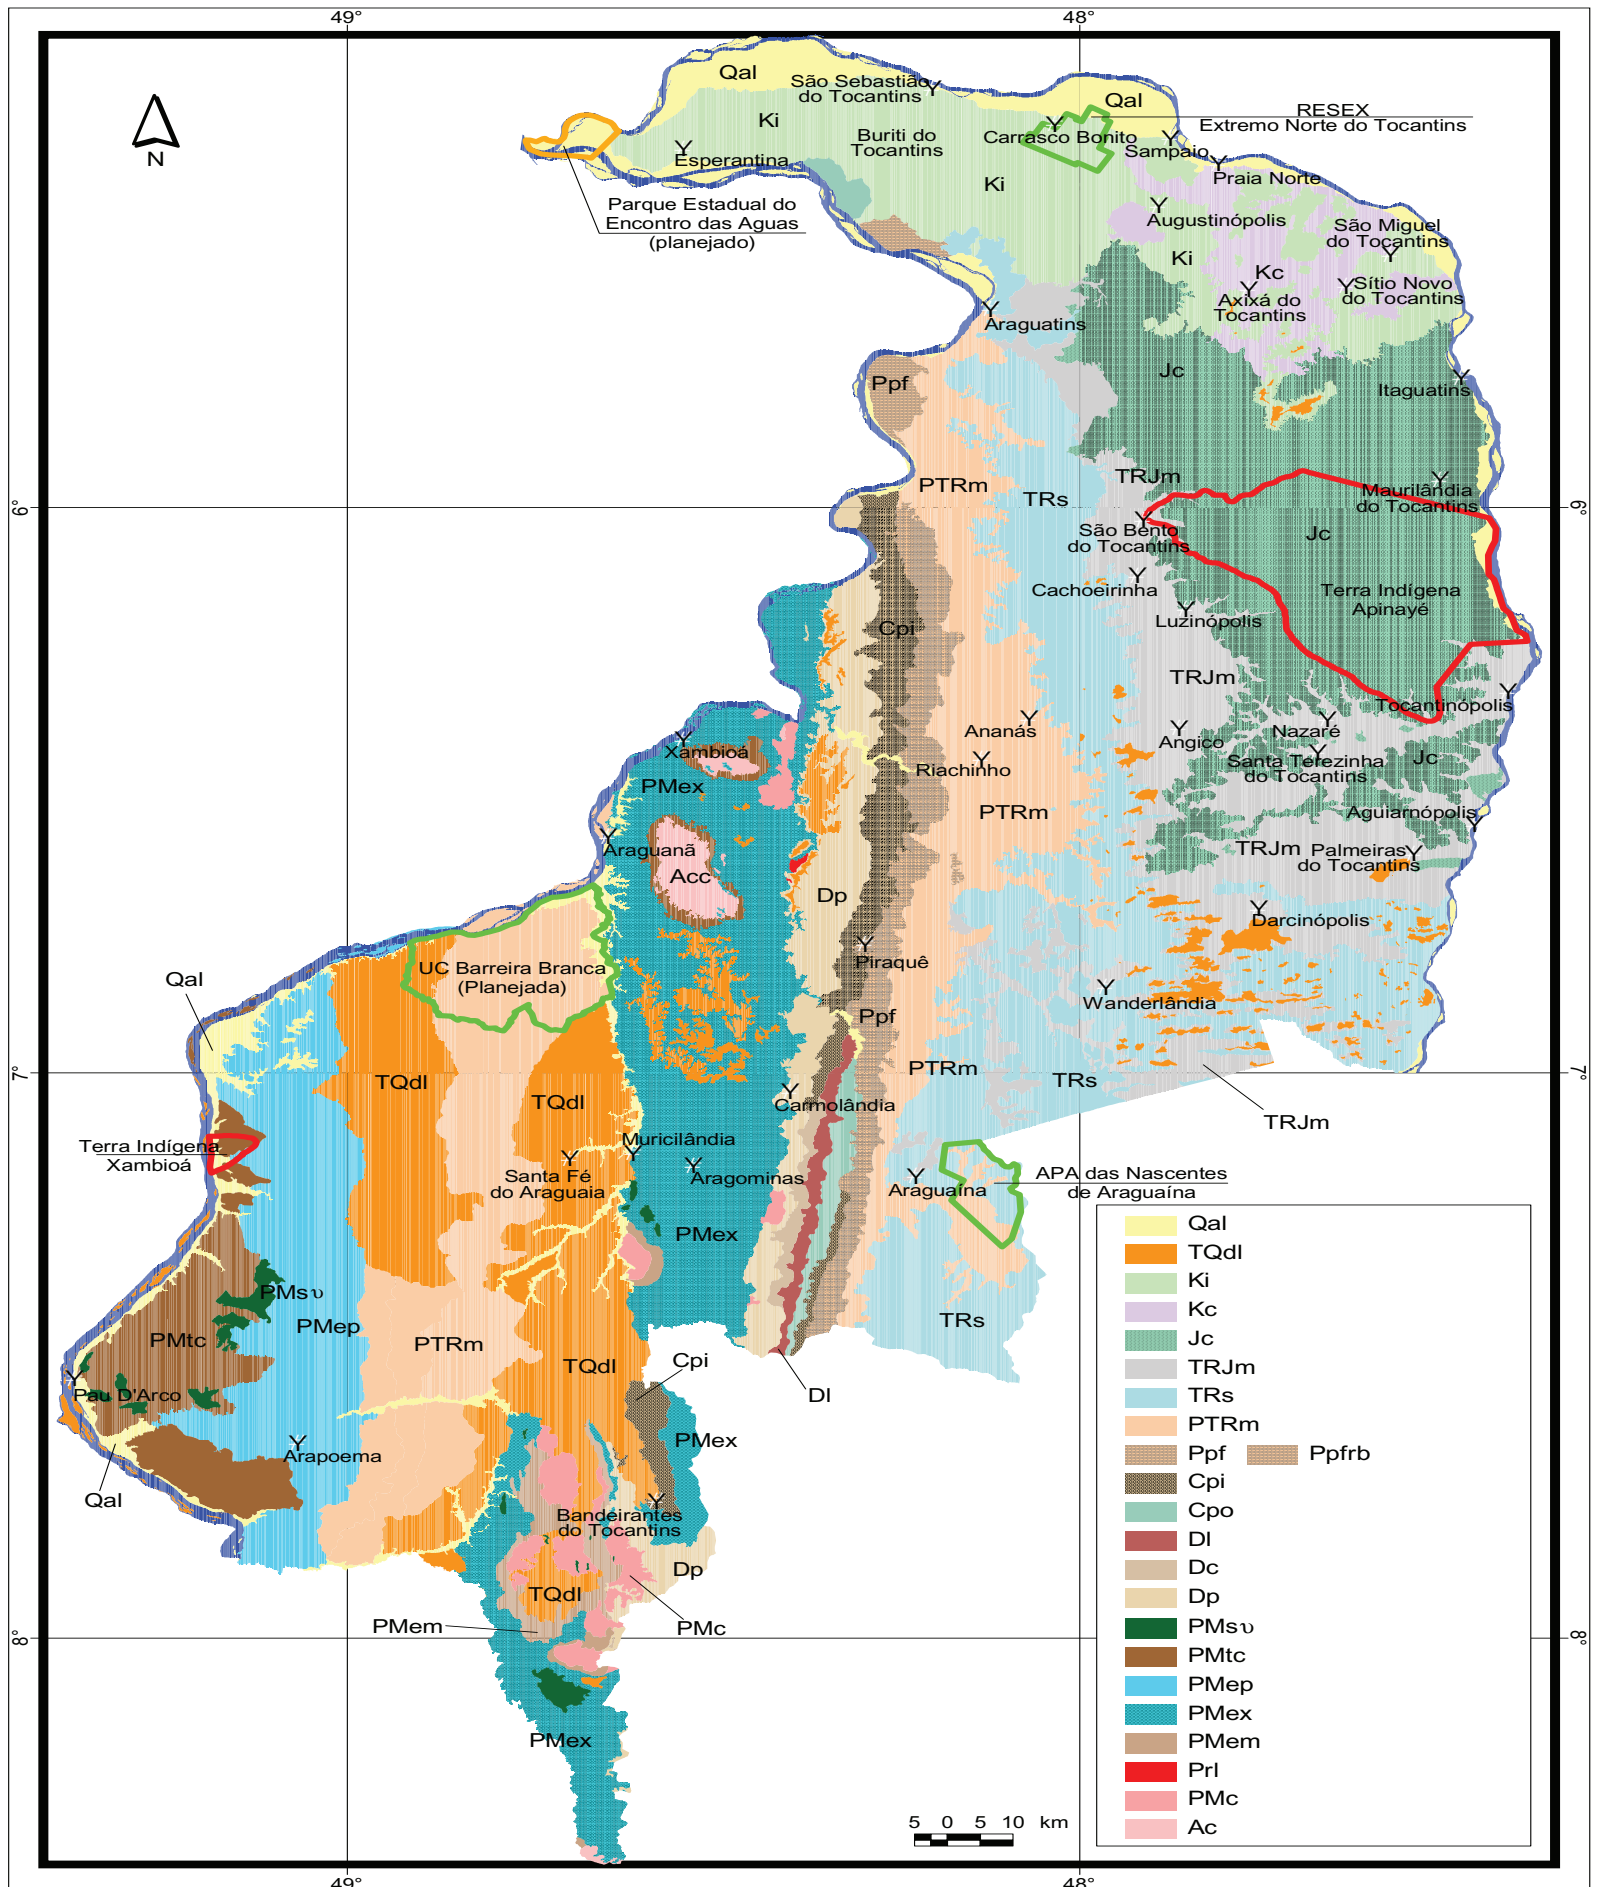 49°
48°
Qal
São Sebastião
do Tocantins
Qal
RESEX
Extremo Norte do Tocantins
Ki
Buriti do
Tocantins
Carrasco Bonito
Sampaio
N
Esperantina
Praia Norte
Ki
Parque Estadual do
Encontro das Aguas
(planejado)
Augustinópolis
São Miguel
do Tocantins
Ki
Kc
Sítio Novo
do Tocantins
Axixá do
Tocantins
Araguatins
Jc
Ppf
Itaguatins
TRJm
PTRm
TRs
Maurilândia
do Tocantins
6°
6°
São Bento
do Tocantins
Jc
Cachoeirinha
Terra Indígena
Apinayé
Luzinópolis
Cpi
TRJm
Tocantinópolis
Ananás
Angico
Nazaré
Xambioá
Riachinho
Santa Terezinha
do Tocantins
Jc
PMex
PTRm
Aguiarnópolis
Araguanã
TRJm
Palmeiras
do Tocantins
Acc
Dp
Darcinópolis
Piraquê
UC Barreira Branca
(Planejada)
Qal
Wanderlândia
Ppf
7°
7°
PTRm
TRs
TQdl
TQdl
Carmolândia
TRJm
Terra Indígena
Xambioá
Muricilândia
Santa Fé
do Araguaia
Aragominas
Araguaína
APA das Nascentes
de Araguaína
PMex
PMsυ
PMep
PMtc
PTRm
TRs
TQdl
Cpi
Dl
Pau D'Arco
PMex
Arapoema
Qal
Bandeirantes
do Tocantins
Dp
TQdl
PMem
PMc
8°
8°
PMex
Qal
TQdl
Ki
Kc
Jc
TRJm
TRs
PTRm
Ppf Ppfrb
Cpi
Cpo
Dl
Dc
Dp
PMsυ
PMtc
PMep
PMex
PMem
Prl
PMc
Ac
5 0 5 10 km
49°
48°